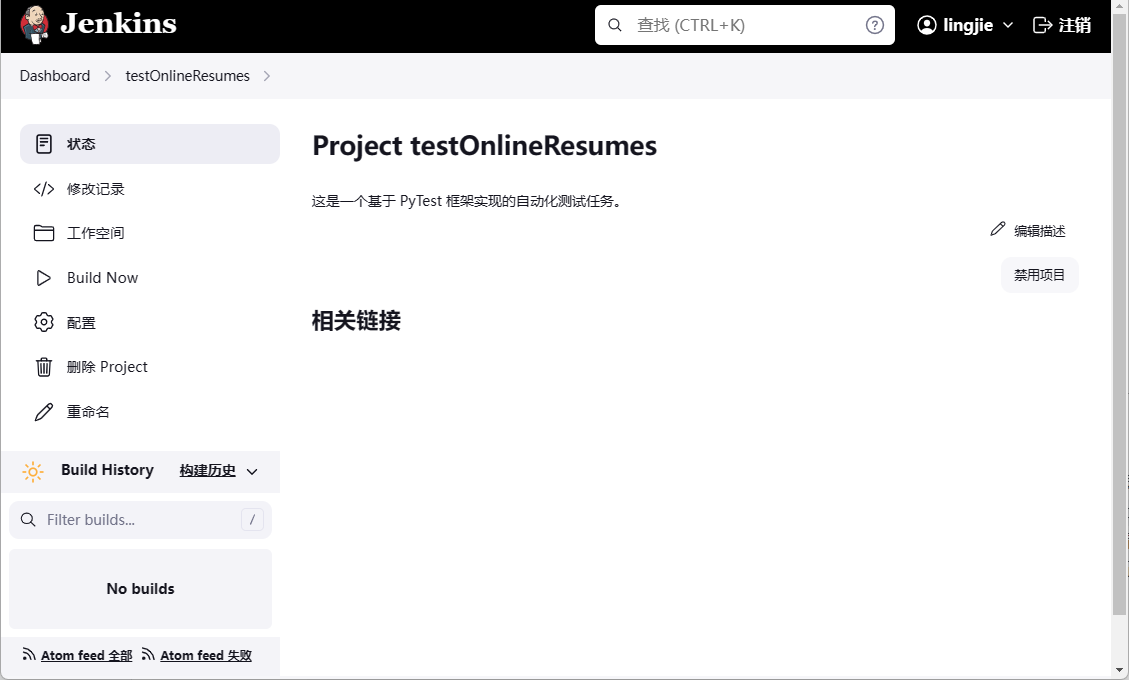 Jenkins
查找 (CTRL+K)
lingjie
注销
Dashboard
testOnlineResumes
状态
修改记录
工作空间
Build Now
配置
删除 Project
重命名
Build History 构建历史
Filter builds...
/
No builds
Atom feed 全部 Atom feed 失败
Project testOnlineResumes
这是一个基于 PyTest 框架实现的自动化测试任务。
编辑描述
禁用项目
相关链接